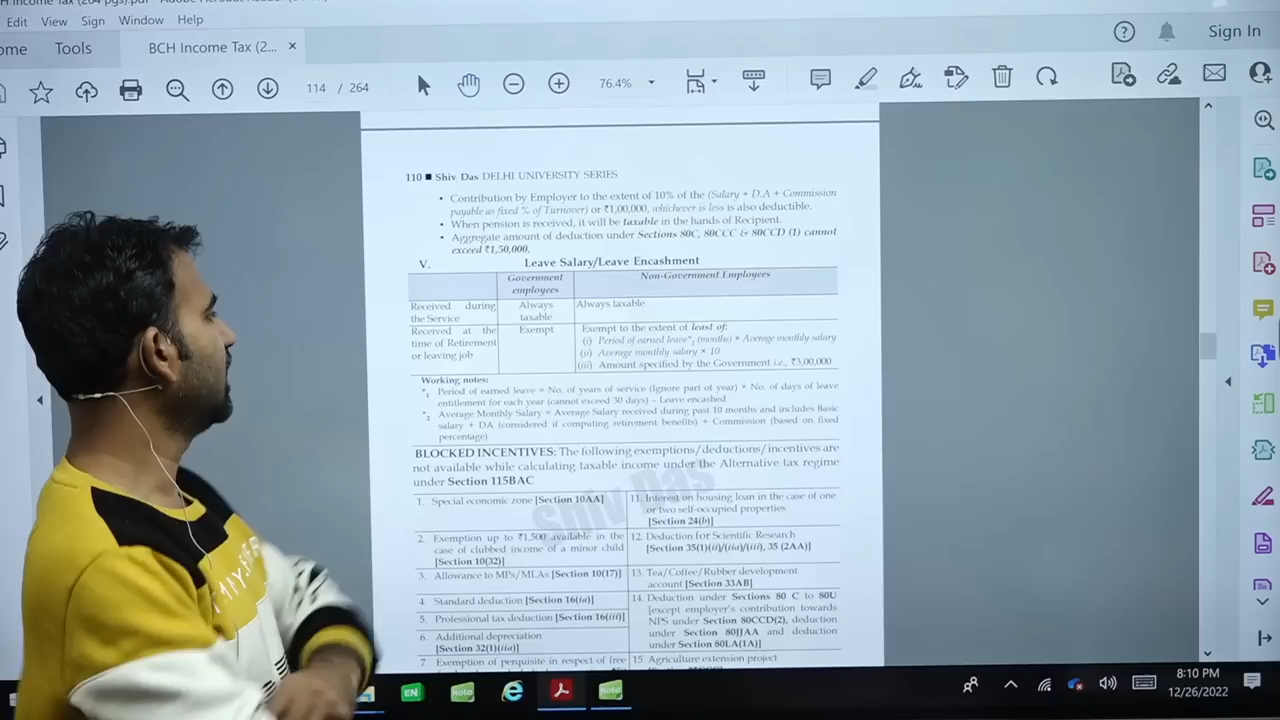 Edit View Sign Window Help
Tools BCH Income Tax (2... × Sign In
114 / 264 76.4%
110 ■ Shiv Das DELHI UNIVERSITY SERIES
• Contribution by Employer to the extent of 10% of the (Salary + D.A + Commission
payable as fixed % of Turnover) or ₹1,00,000, whichever is less is also deductible.
• When pension is received, it will be taxable in the hands of Recipient.
• Aggregate amount of deduction under Sections 80C, 80CCC & 80CCD (1) cannot
exceed ₹1,50,000.
V. Leave Salary/Leave Encashment
Government
employees
Non-Government Employees
Received during
the Service
Always
taxable
Always taxable
Received at the
time of Retirement
or leaving job
Exempt
Exempt to the extent of least of:
(i) Period of earned leave*1 (months) × Average monthly salary
(ii) Average monthly salary × 10
(iii) Amount specified by the Government i.e., ₹3,00,000
Working notes:
*1 Period of earned leave = No. of years of service (Ignore part of year) × No. of days of leave
entitlement for each year (cannot exceed 30 days) – Leave encashed
*2 Average Monthly Salary = Average Salary received during past 10 months and includes Basic
salary + DA (considered if computing retirement benefits) + Commission (based on fixed
percentage)
BLOCKED INCENTIVES: The following exemptions/deductions/incentives are
not available while calculating taxable income under the Alternative tax regime
under Section 115BAC
Shiv Das
1. Special economic zone [Section 10AA]
2. Exemption up to ₹1,500 available in the
case of clubbed income of a minor child
[Section 10(32)]
3. Allowance to MPs/MLAs [Section 10(17)]
4. Standard deduction [Section 16(ia)]
5. Professional tax deduction [Section 16(iii)]
6. Additional depreciation
[Section 32(1)(iia)]
7. Exemption of perquisite in respect of free
11. Interest on housing loan in the case of one
or two self-occupied properties
[Section 24(b)]
12. Deduction for Scientific Research
[Section 35(1)(ii)/(iia)/(iii), 35 (2AA)]
13. Tea/Coffee/Rubber development
account [Section 33AB]
14. Deduction under Sections 80 C to 80U
[except employer's contribution towards
NPS under Section 80CCD(2), deduction
under Section 80JJAA and deduction
under Section 80LA(1A)]
15. Agriculture extension project
EN Note Note
8:10 PM
12/26/2022